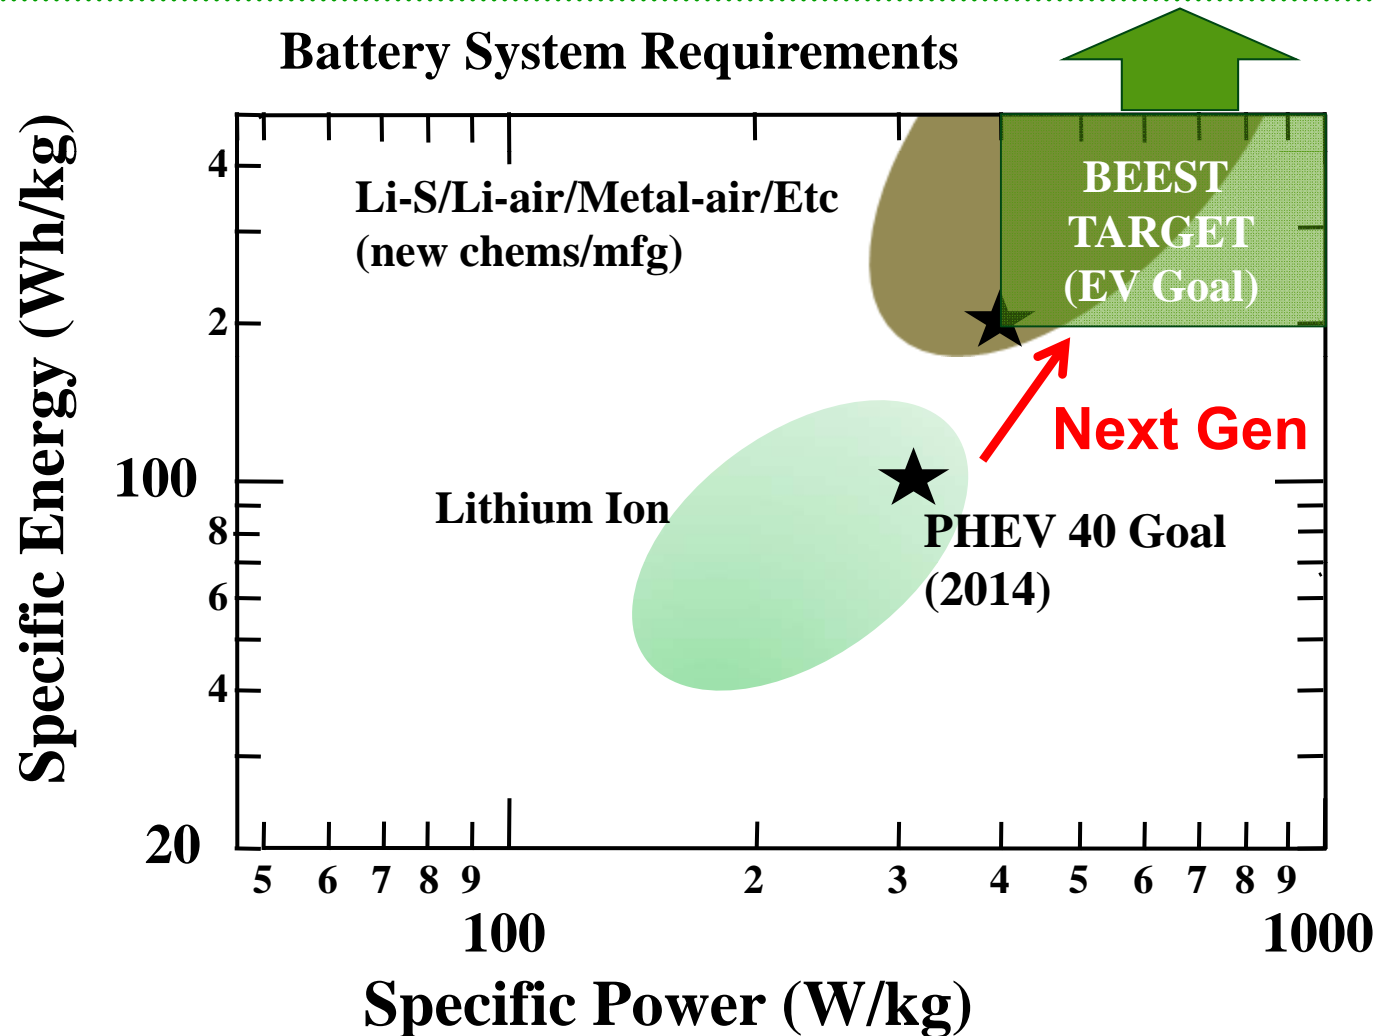 Battery System Requirements
Specific Energy (Wh/kg)
4
2
100
8
6
4
20
Li-S/Li-air/Metal-air/Etc
(new chems/mfg)
BEEST
TARGET
(EV Goal)
Next Gen
Lithium Ion
PHEV 40 Goal
(2014)
5 6 7 8 9 2 3 4 5 6 7 8 9
100 1000
Specific Power (W/kg)